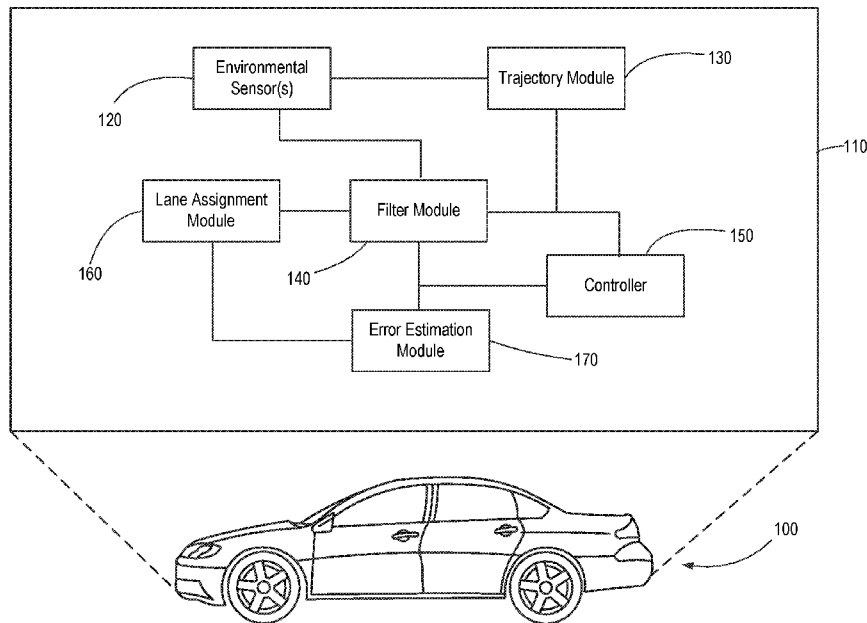 Environmental
Sensor(s)
120
Trajectory Module
130
110
Lane Assignment
Module
160
Filter Module
140
150
Controller
Error Estimation
Module
170
100